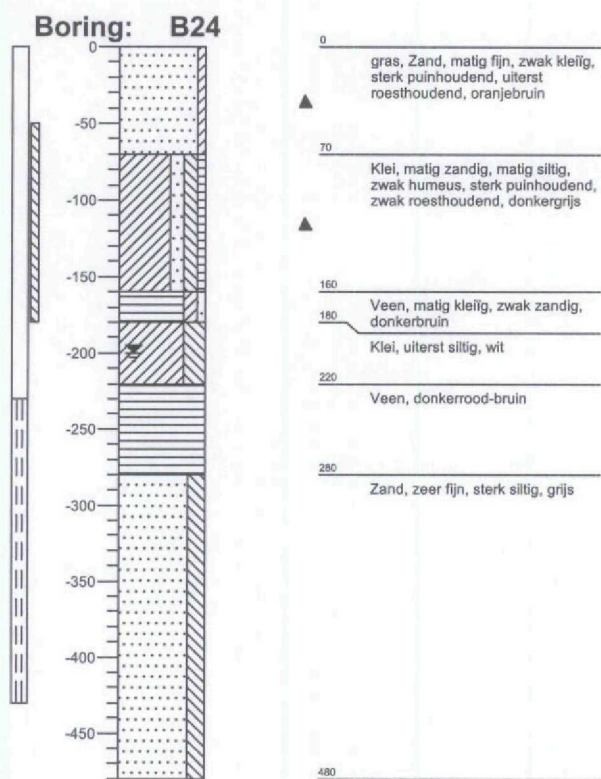 Boring: B24
0
-50
-100
-150
-200
-250
-300
-350
-400
-450
0
gras, Zand, matig fijn, zwak kleiïg,
sterk puinhoudend, uiterst
roesthoudend, oranjebruin
70
Klei, matig zandig, matig siltig,
zwak humeus, sterk puinhoudend,
zwak roesthoudend, donkergrijs
160
Veen, matig kleiïg, zwak zandig,
donkerbruin
180
Klei, uiterst siltig, wit
220
Veen, donkerrood-bruin
280
Zand, zeer fijn, sterk siltig, grijs
480